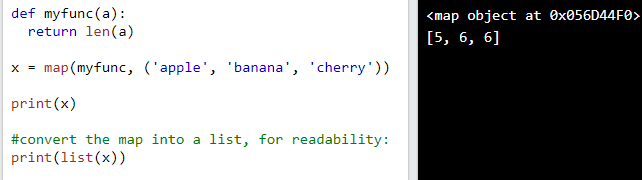 def myfunc(a):
  return len(a)
x = map(myfunc, ('apple', 'banana', 'cherry'))
print(x)
#convert the map into a list, for readability:
print(list(x))
<map object at 0x056D44F0>
[5, 6, 6]